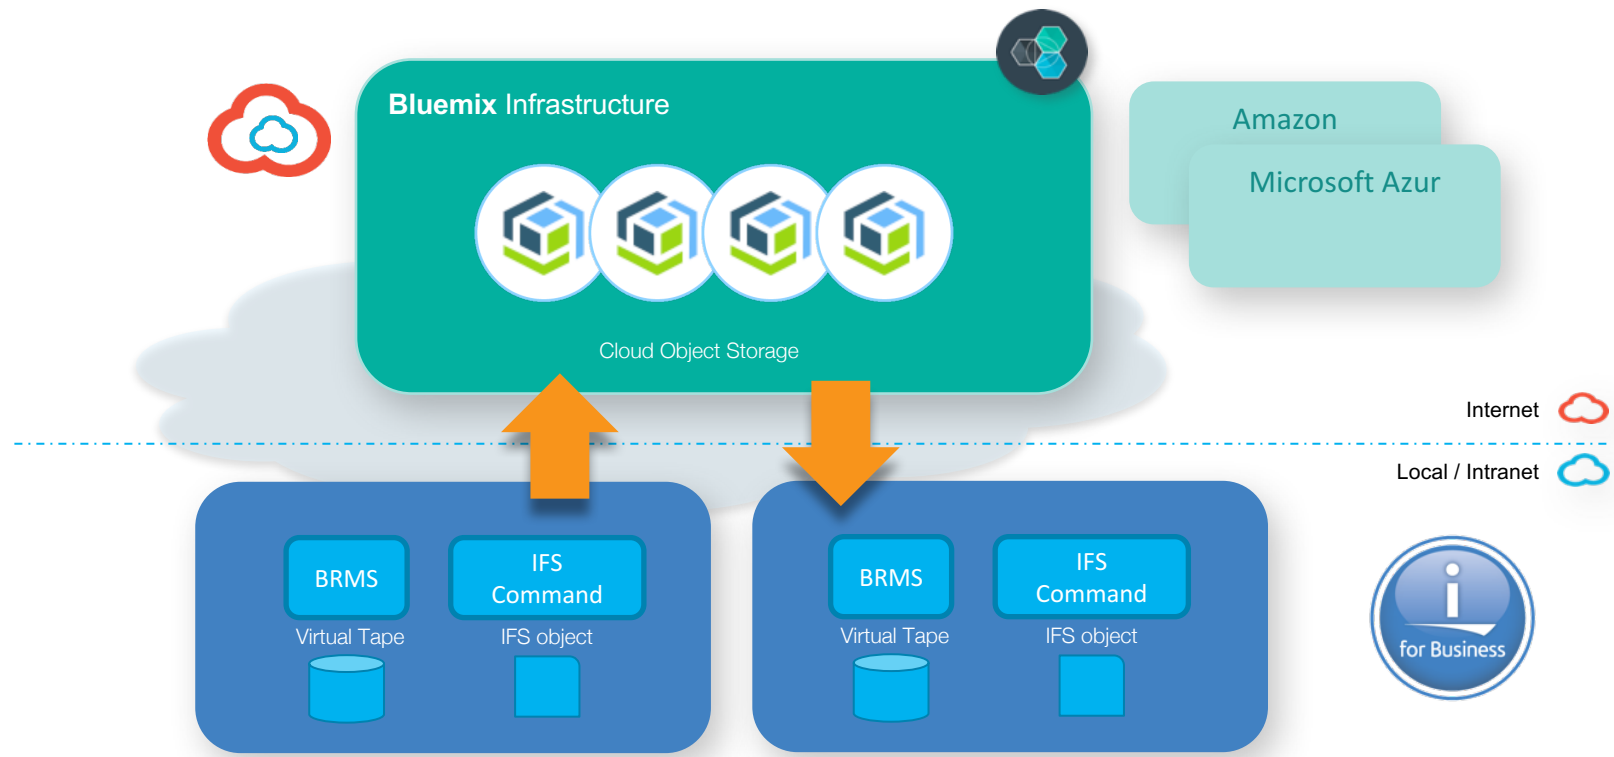 Bluemix Infrastructure
Amazon
Microsoft Azur
Cloud Object Storage
Internet
Local / Intranet
BRMS
IFS
Command
Virtual Tape
IFS object
BRMS
IFS
Command
Virtual Tape
IFS object
i
for Business